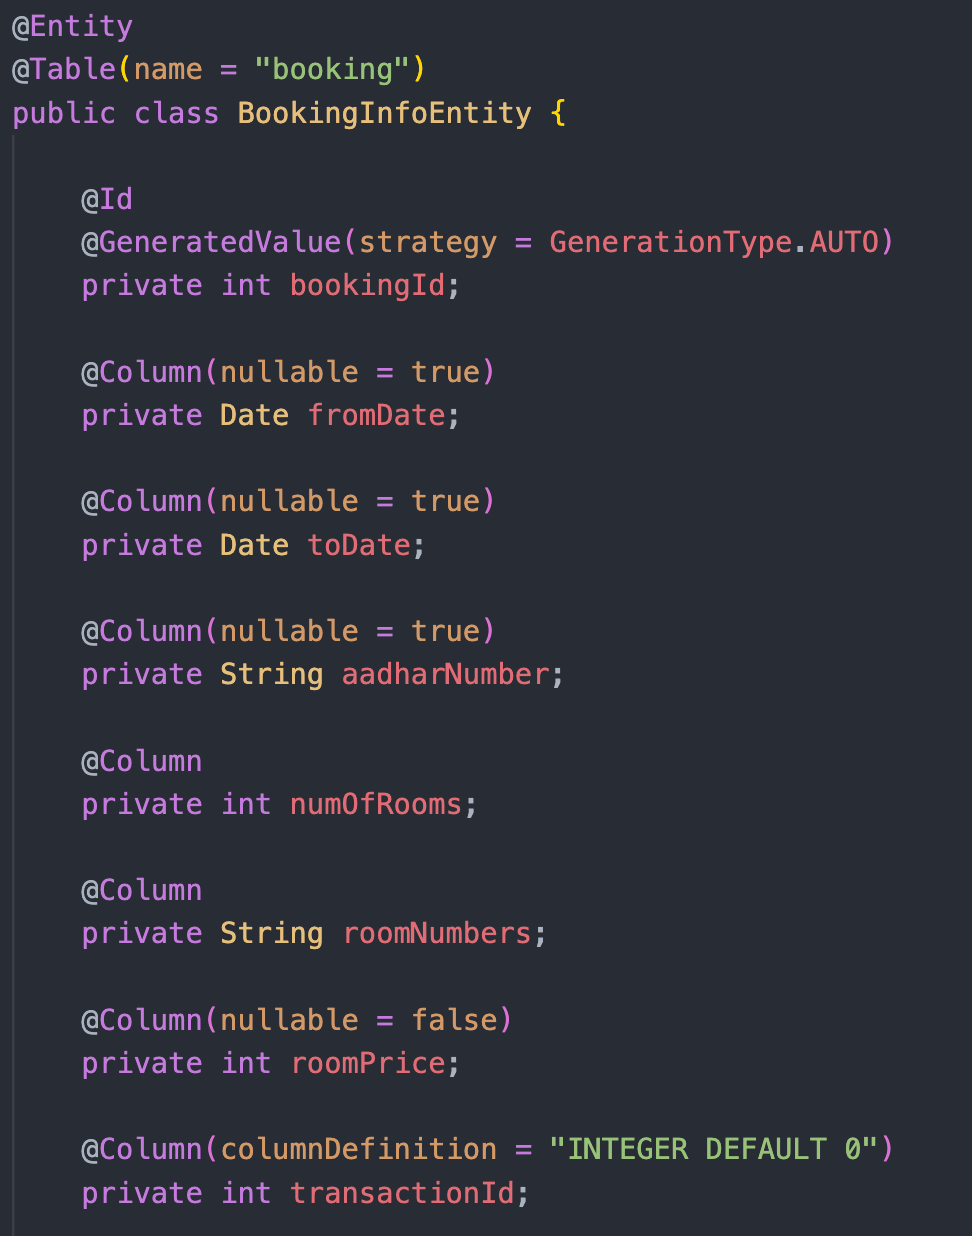 @Entity
@Table(name = "booking")
public class BookingInfoEntity {
@Id
@GeneratedValue(strategy = GenerationType.AUTO)
private int bookingId;
@Column(nullable = true)
private Date fromDate;
@Column(nullable = true)
private Date toDate;
@Column(nullable = true)
private String aadharNumber;
@Column
private int numOfRooms;
@Column
private String roomNumbers;
@Column(nullable = false)
private int roomPrice;
@Column(columnDefinition = "INTEGER DEFAULT 0")
private int transactionId;